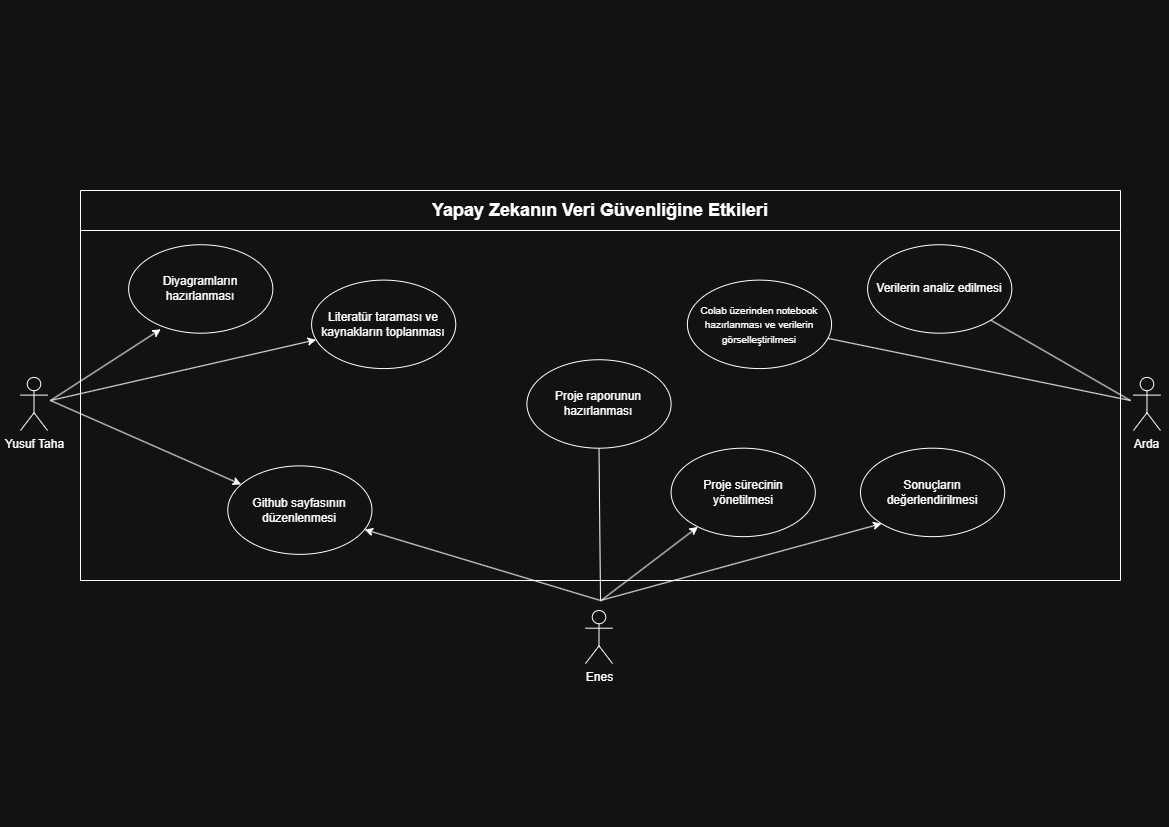 Yapay Zekanın Veri Güvenliğine Etkileri
Diyagramların
hazırlanması
Literatür taraması ve
kaynakların toplanması
Colab üzerinden notebook
hazırlanması ve verilerin
görselleştirilmesi
Verilerin analiz edilmesi
Proje raporunun
hazırlanması
Yusuf Taha
Arda
Github sayfasının
düzenlenmesi
Proje sürecinin
yönetilmesi
Sonuçların
değerlendirilmesi
Enes